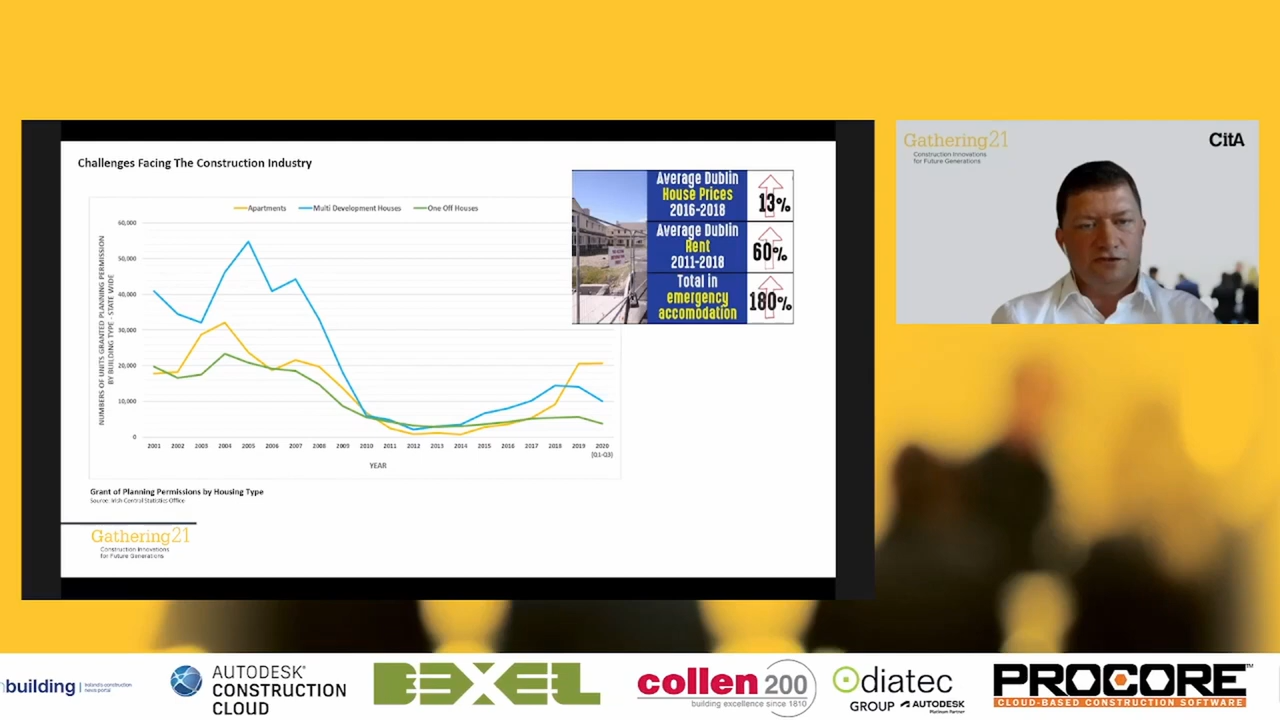 Challenges Facing The Construction Industry
Apartments
Multi Development Houses
One Off Houses
NUMBERS OF UNITS GRANTED PLANNING PERMISSION
BY BUILDING TYPE - STATE WIDE
60,000
50,000
40,000
30,000
20,000
10,000
0
2001 2002 2003 2004 2005 2006 2007 2008 2009 2010 2011 2012 2013 2014 2015 2016 2017 2018 2019 2020
(Q1-Q3)
YEAR
Average Dublin
House Prices
2016-2018
13%
Average Dublin
Rent
2011-2018
60%
Total in
emergency
accomodation
180%
Grant of Planning Permissions by Housing Type
Source: Irish Central Statistics Office
Gathering21
Construction Innovations
for Future Generations
Gathering21
Construction Innovations
for Future Generations
CitA
building
Ireland's construction
news portal
AUTODESK®
CONSTRUCTION
CLOUD
BEXEL
collen 200
building excellence since 1810
diatec
GROUP
AUTODESK
Platinum Partner
PROCORE™
CLOUD-BASED CONSTRUCTION SOFTWARE